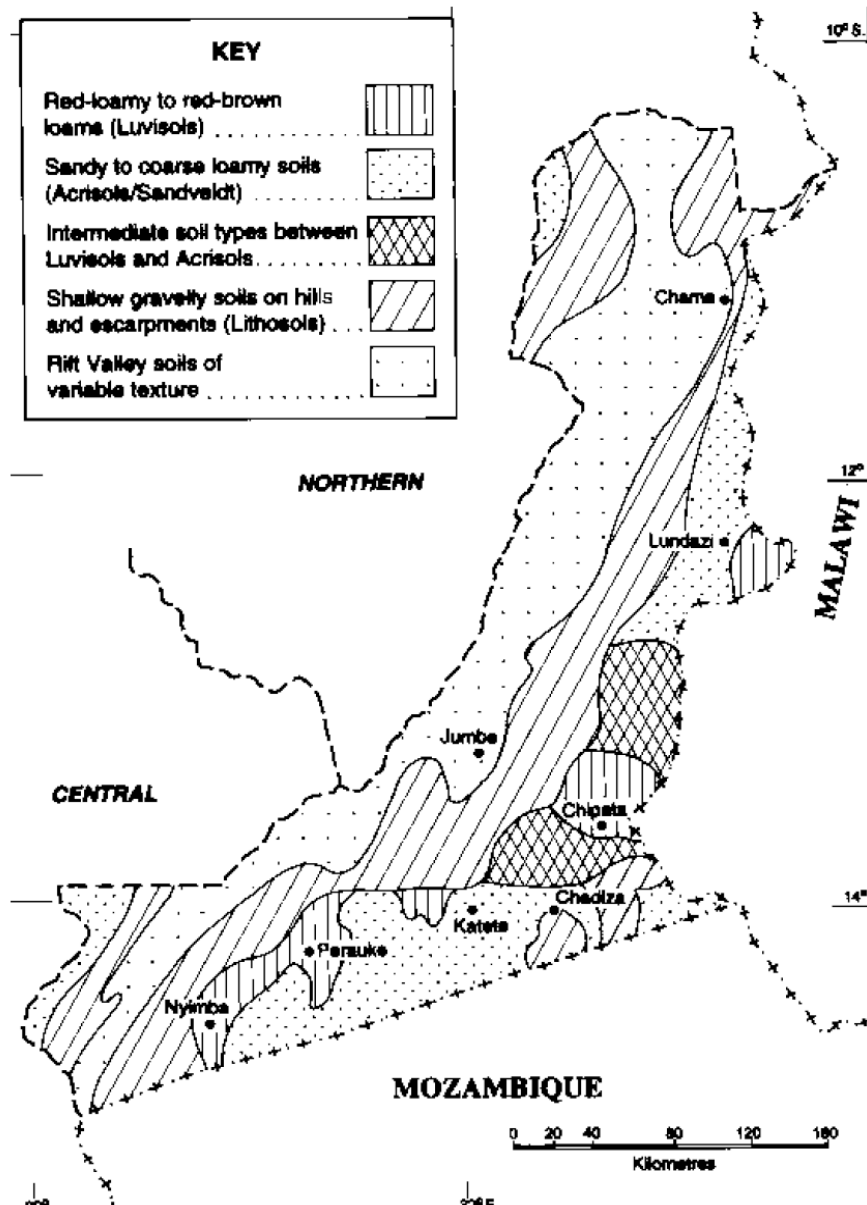 KEY
Red-loamy to red-brown
loams (Luvisols)
Sandy to coarse loamy soils
(Acrisols/Sandveldt)
Intermediate soil types between
Luvisols and Acrisols
Shallow gravelly soils on hills
and escarpments (Lithosols)
Rift Valley soils of
variable texture
10° S.
Chama
NORTHERN
12°
Lundazi
MALAWI
Jumbe
CENTRAL
Chipata
14°
Chadiza
Katete
Petauke
Nyimba
MOZAMBIQUE
0 20 40 80 120 160
Kilometres